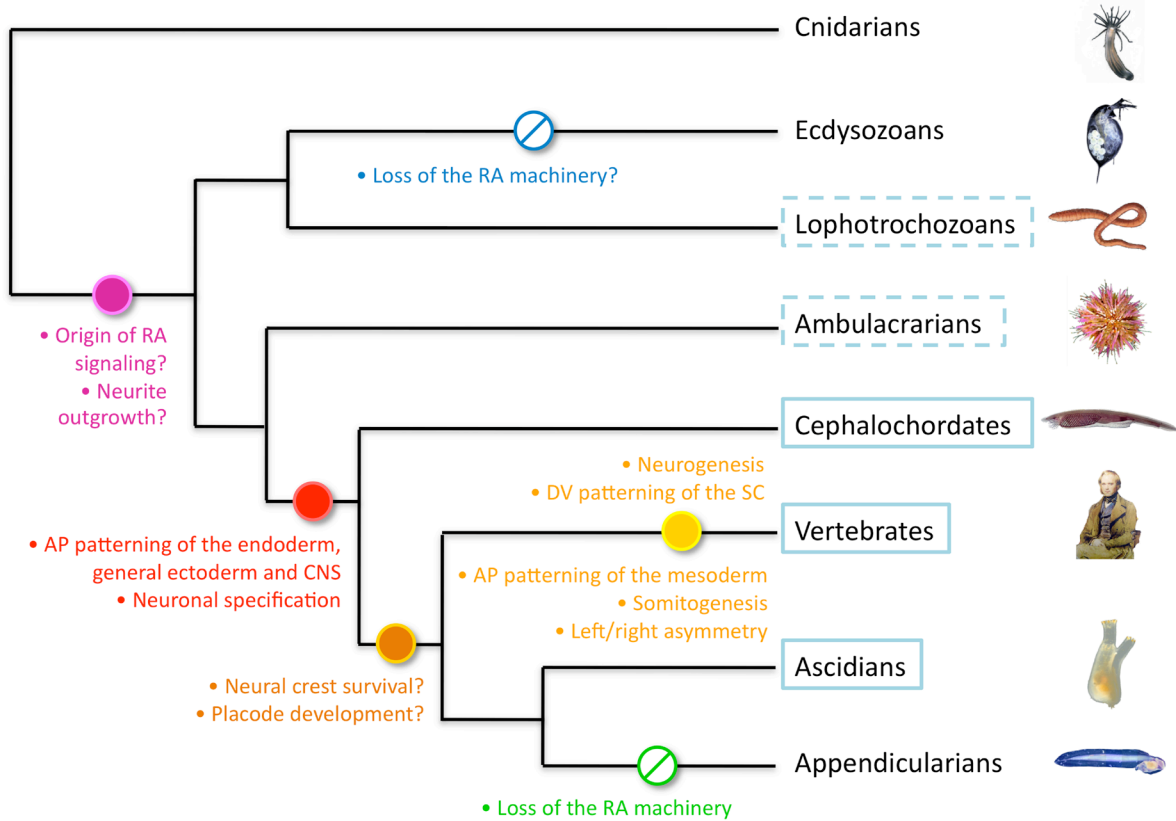 Cnidarians
Ecdysozoans
• Loss of the RA machinery?
Lophotrochozoans
• Origin of RA
signaling?
• Neurite
outgrowth?
Ambulacrarians
Cephalochordates
• Neurogenesis
• DV patterning of the SC
Vertebrates
• AP patterning of the endoderm,
general ectoderm and CNS
• Neuronal specification
• AP patterning of the mesoderm
• Somitogenesis
• Left/right asymmetry
Ascidians
• Neural crest survival?
• Placode development?
Appendicularians
• Loss of the RA machinery